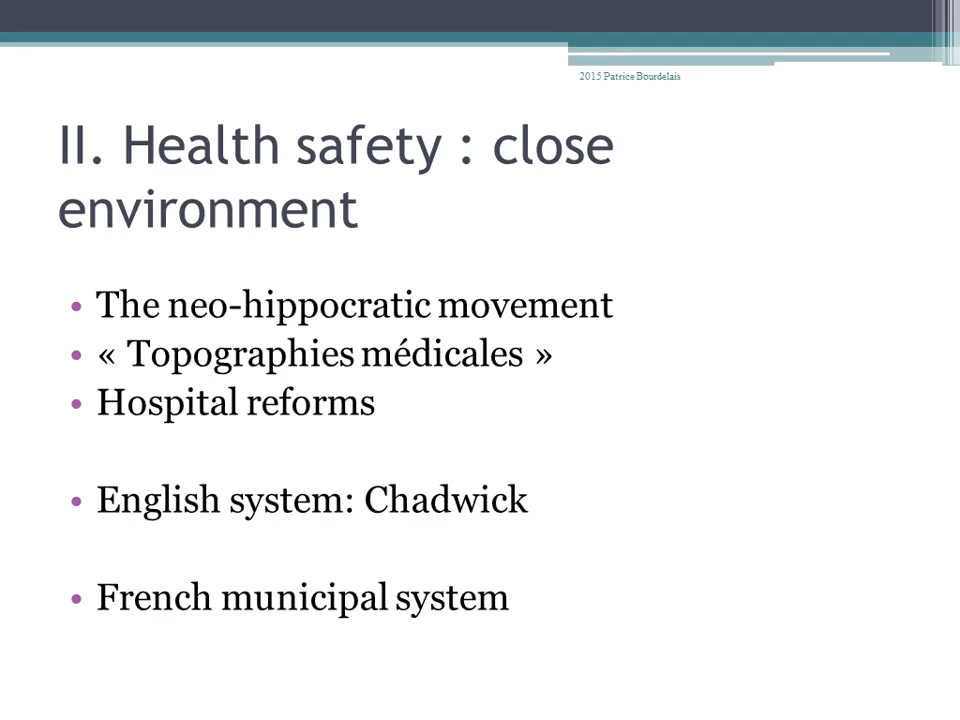 2015 Patrice Bourdelais
II. Health safety : close
environment
• The neo-hippocratic movement
• « Topographies médicales »
• Hospital reforms
• English system: Chadwick
• French municipal system